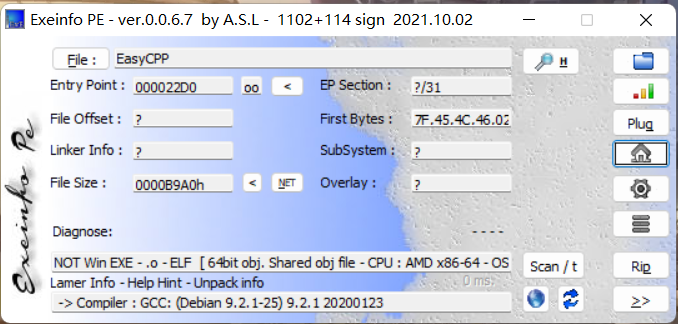 Exeinfo PE - ver.0.0.6.7 by A.S.L - 1102+114 sign 2021.10.02
File : EasyCPP H
Entry Point : 000022D0 oo < EP Section : ?/31
File Offset : ? First Bytes : 7F.45.4C.46.02 Plug
Linker Info : ? SubSystem : ?
File Size : 0000B9A0h < NET Overlay : ?
Diagnose: - - - -
NOT Win EXE - .o - ELF [ 64bit obj. Shared obj file - CPU : AMD x86-64 - OS Scan / t Rip
Lamer Info - Help Hint - Unpack info 0 ms.
-> Compiler : GCC: (Debian 9.2.1-25) 9.2.1 20200123 >>
Exeinfo Pe